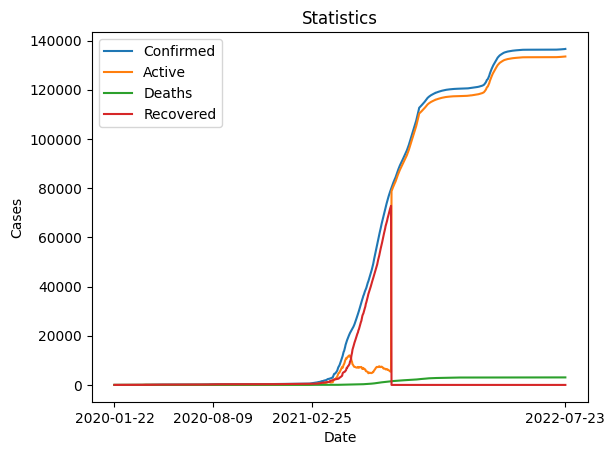 Statistics
Confirmed
Active
Deaths
Recovered
140000
120000
100000
80000
60000
40000
20000
0
Cases
2020-01-22 2020-08-09 2021-02-25 2022-07-23
Date